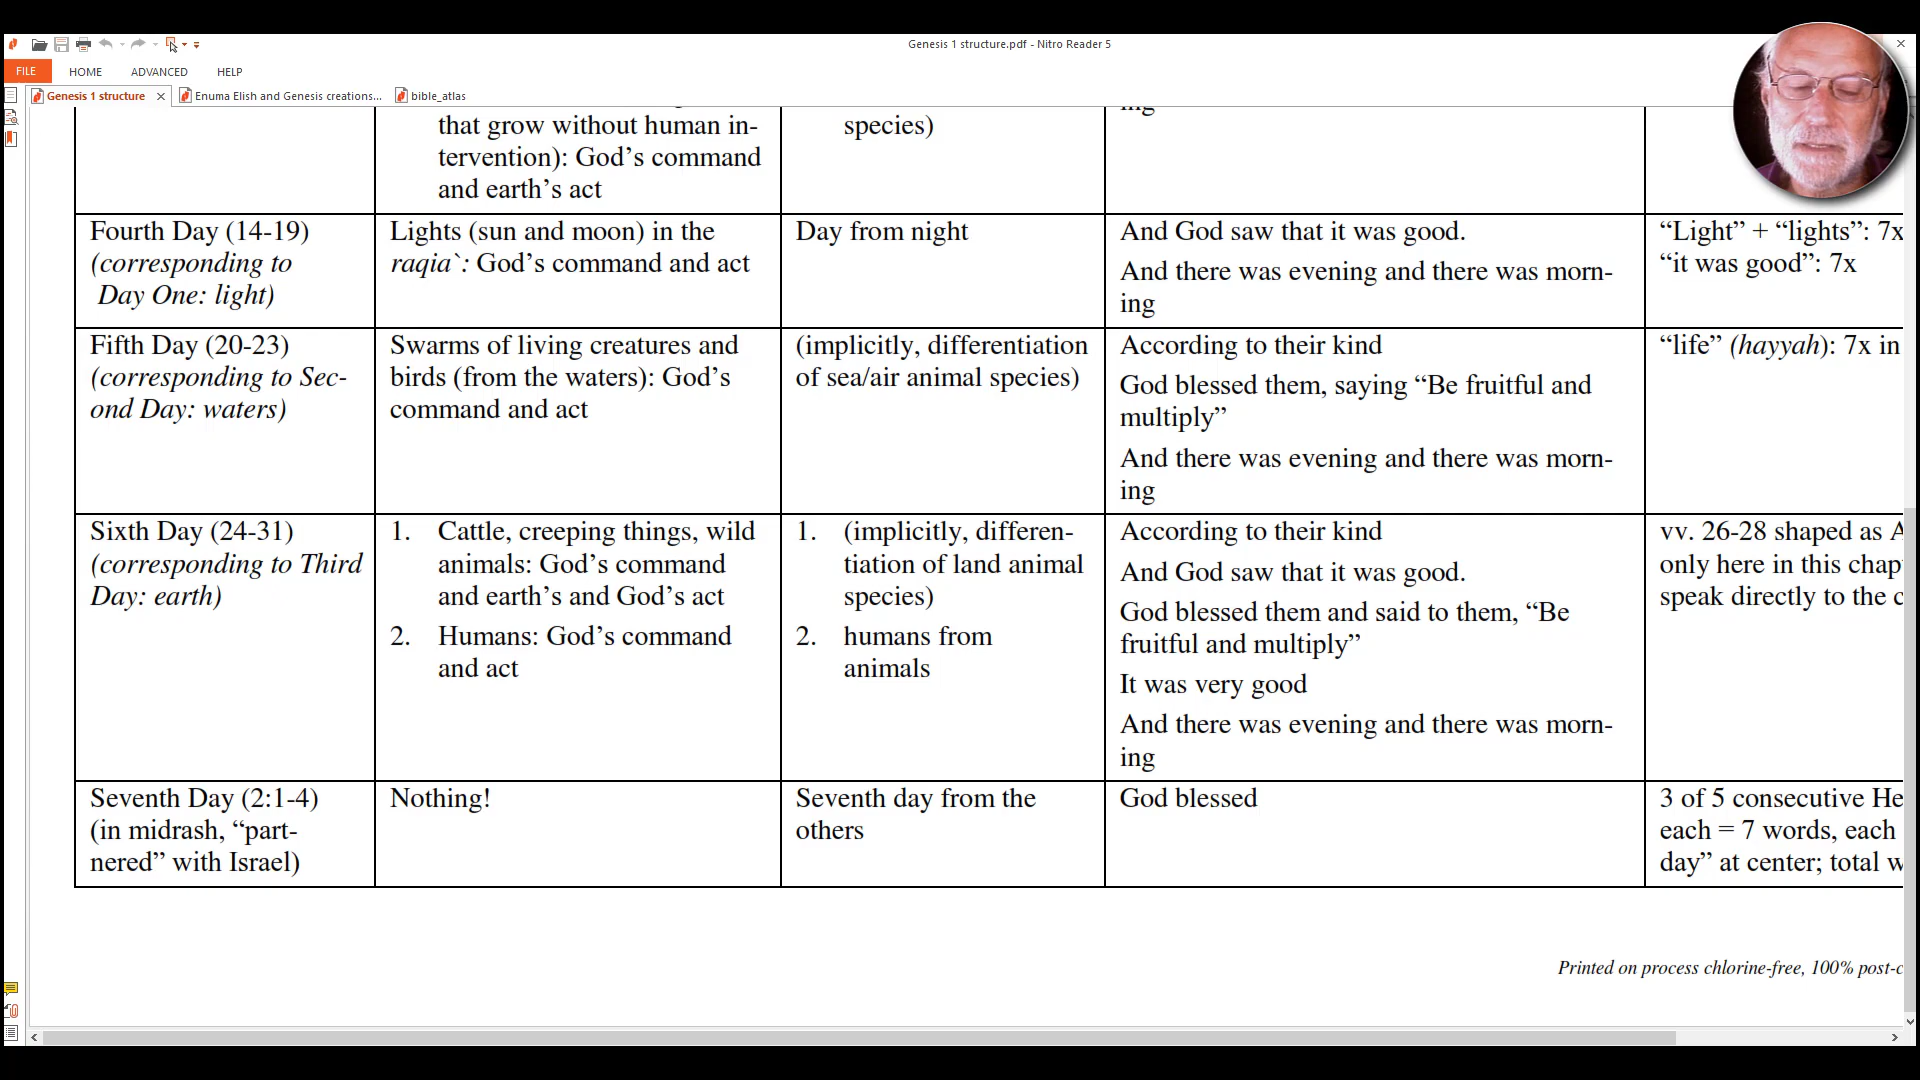 Genesis 1 structure.pdf - Nitro Reader 5
FILE
HOME
ADVANCED
HELP
Genesis 1 structure
Enuma Elish and Genesis creations...
bible_atlas
that grow without human in-
tervention): God’s command
and earth’s act
species)
ing
Fourth Day (14-19)
(corresponding to
Day One: light)
Lights (sun and moon) in the
raqia`: God’s command and act
Day from night
And God saw that it was good.
And there was evening and there was morn-
ing
“Light” + “lights”: 7x
“it was good”: 7x
Fifth Day (20-23)
(corresponding to Sec-
ond Day: waters)
Swarms of living creatures and
birds (from the waters): God’s
command and act
(implicitly, differentiation
of sea/air animal species)
According to their kind
God blessed them, saying “Be fruitful and
multiply”
And there was evening and there was morn-
ing
“life” (hayyah): 7x in
Sixth Day (24-31)
(corresponding to Third
Day: earth)
1. Cattle, creeping things, wild
animals: God’s command
and earth’s and God’s act
2. Humans: God’s command
and act
1. (implicitly, differen-
tiation of land animal
species)
2. humans from
animals
According to their kind
And God saw that it was good.
God blessed them and said to them, “Be
fruitful and multiply”
It was very good
And there was evening and there was morn-
ing
vv. 26-28 shaped as
only here in this chap
speak directly to the c
Seventh Day (2:1-4)
(in midrash, “part-
nered” with Israel)
Nothing!
Seventh day from the
others
God blessed
3 of 5 consecutive He
each = 7 words, each
day” at center; total w
Printed on process chlorine-free, 100% post-c